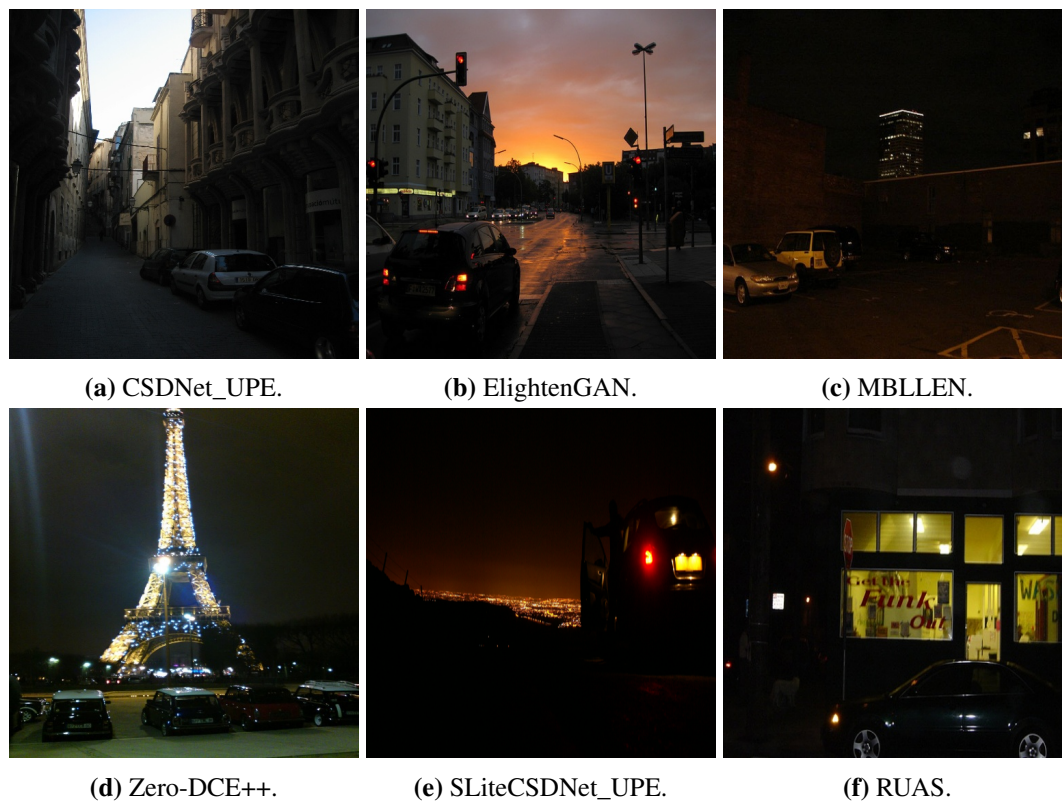 (a) CSDNet_UPE.
(b) ElightenGAN.
(c) MBLLEN.
(d) Zero-DCE++.
(e) SLiteCSDNet_UPE.
(f) RUAS.
Get the
Funk
Out